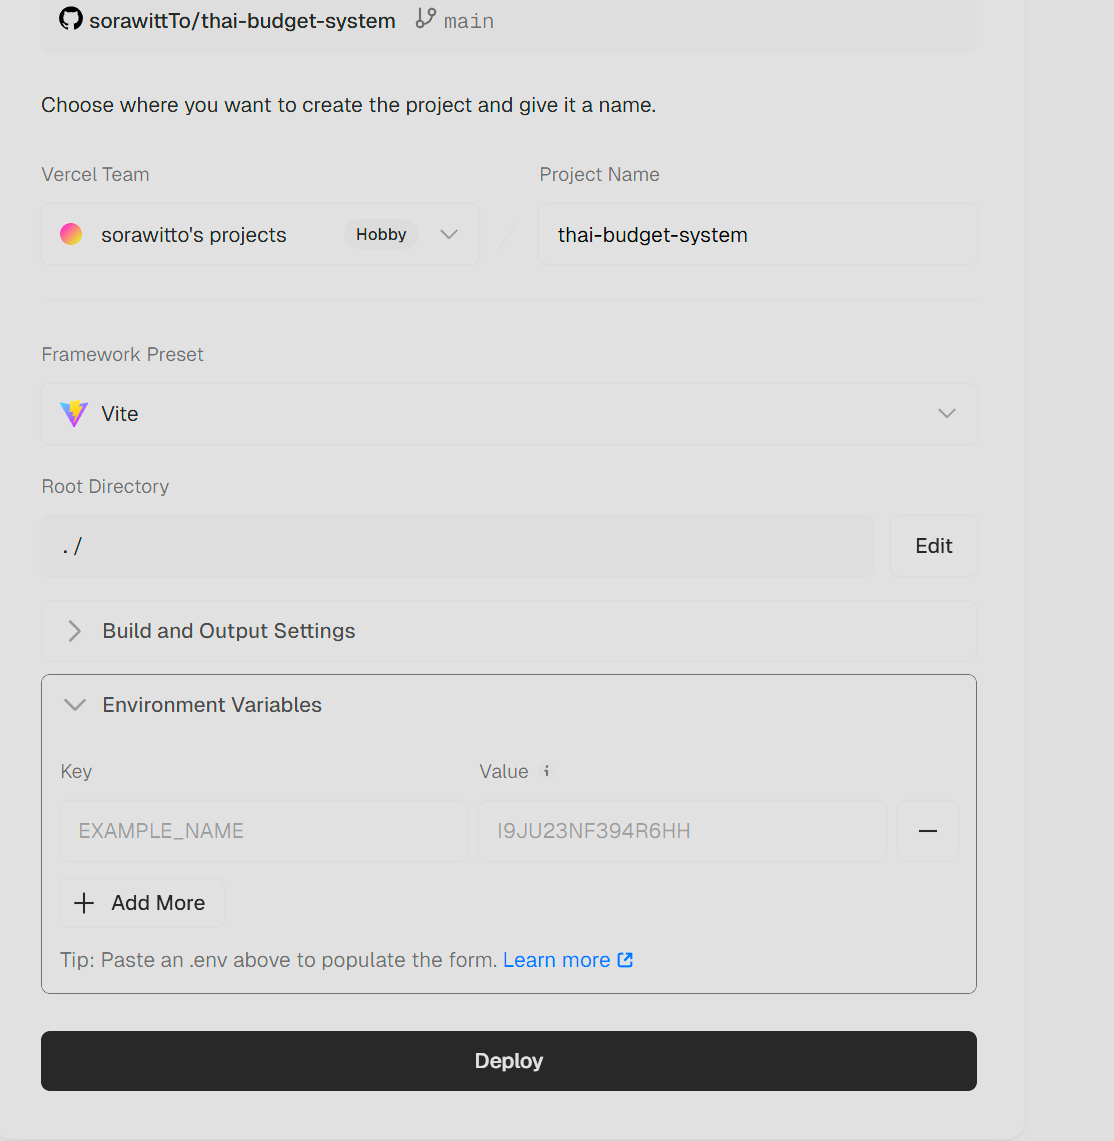 sorawittTo/thai-budget-system main
Choose where you want to create the project and give it a name.
Vercel Team Project Name
sorawitto's projects Hobby thai-budget-system
Framework Preset
Vite
Root Directory
./ Edit
Build and Output Settings
Environment Variables
Key Value i
EXAMPLE_NAME I9JU23NF394R6HH
Add More
Tip: Paste an .env above to populate the form. Learn more
Deploy